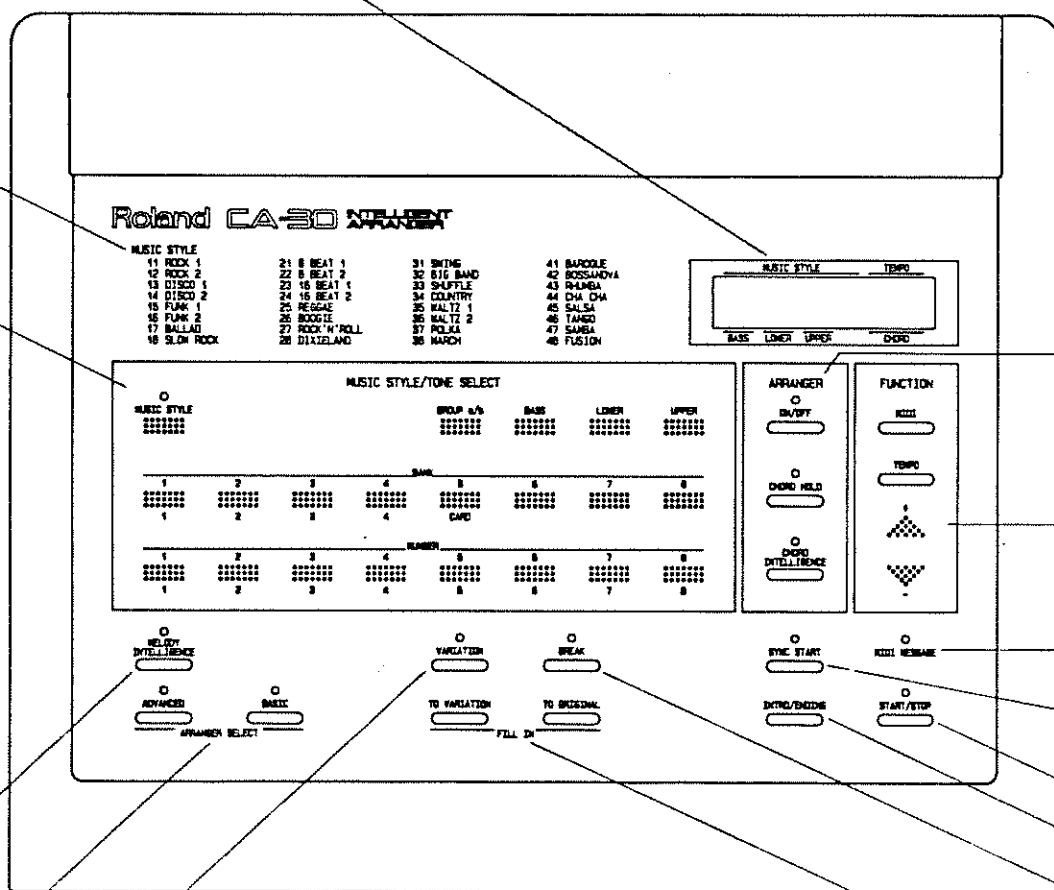 Roland CA-30 INTELLIGENT ARRANGER
MUSIC STYLE
11 ROCK 1
12 ROCK 2
13 DISCO 1
14 DISCO 2
15 FUNK 1
16 FUNK 2
17 BALLAD
18 SLOW ROCK
21 8 BEAT 1
22 8 BEAT 2
23 16 BEAT 1
24 16 BEAT 2
25 REGGAE
26 BOOGIE
27 ROCK'N'ROLL
28 DIXIELAND
31 SWING
32 BIG BAND
33 SHUFFLE
34 COUNTRY
35 WALTZ 1
36 WALTZ 2
37 POLKA
38 MARCH
41 BAROQUE
42 BOSSANOVA
43 RHUMBA
44 CHA CHA
45 SALSA
46 TANGO
47 SAMBA
48 FUSION
MUSIC STYLE TEMPO
BASS LOWER UPPER CHORD
MUSIC STYLE/TONE SELECT
MUSIC STYLE GROUP a/b BASS LOWER UPPER
BANK
1 2 3 4 5 6 7 8
1 2 3 4 CARD
NUMBER
1 2 3 4 5 6 7 8
1 2 3 4 5 6 7 8
ARRANGER
ON/OFF
CHORD HOLD
CHORD
INTELLIGENCE
FUNCTION
MIDI
TEMPO
+
-
MELODY
INTELLIGENCE
VARIATION BREAK SYNC START MIDI MESSAGE
ADVANCED BASIC TO VARIATION TO ORIGINAL INTRO/ENDING START/STOP
ARRANGER SELECT FILL IN